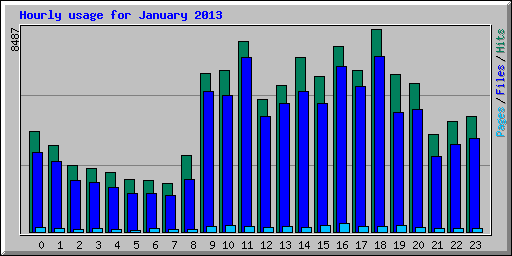 Hourly usage for January 2013
8487
Pages/Files/Hits
0 1 2 3 4 5 6 7 8 9 10 11 12 13 14 15 16 17 18 19 20 21 22 23